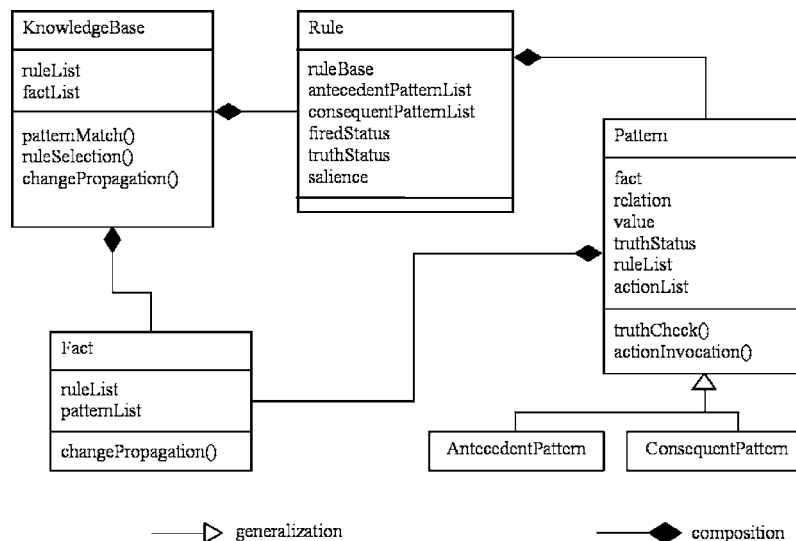 KnowledgeBase
ruleList
factList
patternMatch()
ruleSelection()
changePropagation()
Rule
ruleBase
antecedentPatternList
consequentPatternList
firedStatus
truthStatus
salience
Pattern
fact
relation
value
truthStatus
ruleList
actionList
truthCheck()
actionInvocation()
Fact
ruleList
patternList
changePropagation()
AntecedentPattern
ConsequentPattern
generalization
composition